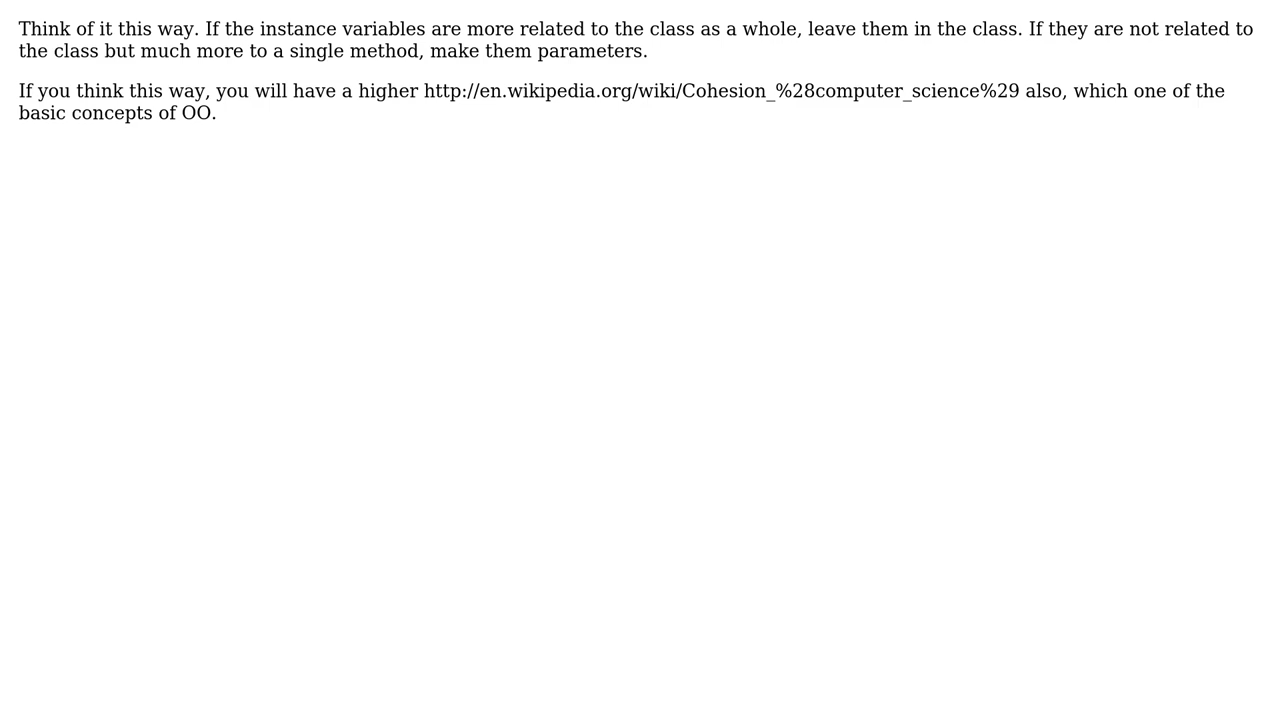 Think of it this way. If the instance variables are more related to the class as a whole, leave them in the class. If they are not related to
the class but much more to a single method, make them parameters.
If you think this way, you will have a higher http://en.wikipedia.org/wiki/Cohesion_%28computer_science%29 also, which one of the
basic concepts of OO.